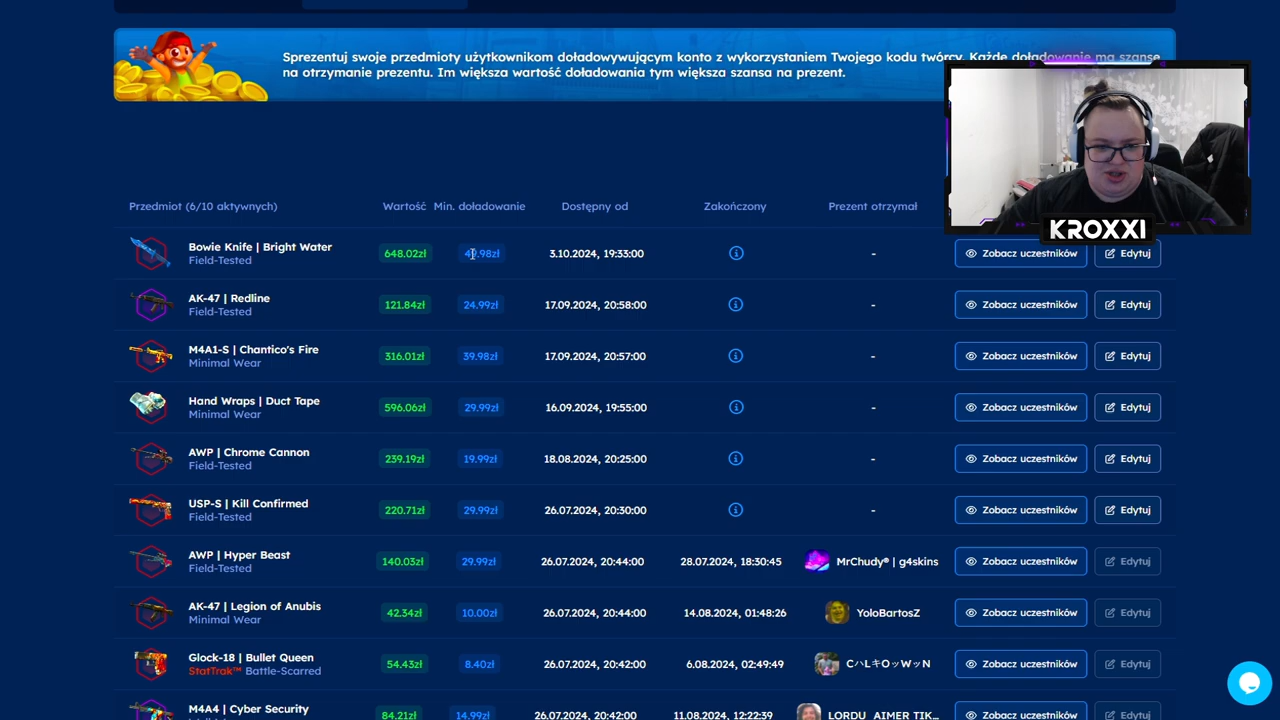 Sprezentuj swoje przedmioty użytkownikom doładowywującym konto z wykorzystaniem Twojego kodu twórcy. Każde doładowanie ma szansę
na otrzymanie prezentu. Im większa wartość doładowania tym większa szansa na prezent.
KROXXI
Przedmiot (6/10 aktywnych) Wartość Min. doładowanie Dostępny od Zakończony Prezent otrzymał
Bowie Knife | Bright Water
Field-Tested
648.02zł 49.98zł 3.10.2024, 19:33:00 - Zobacz uczestników Edytuj
AK-47 | Redline
Field-Tested
121.84zł 24.99zł 17.09.2024, 20:58:00 - Zobacz uczestników Edytuj
M4A1-S | Chantico's Fire
Minimal Wear
316.01zł 39.98zł 17.09.2024, 20:57:00 - Zobacz uczestników Edytuj
Hand Wraps | Duct Tape
Minimal Wear
596.06zł 29.99zł 16.09.2024, 19:55:00 - Zobacz uczestników Edytuj
AWP | Chrome Cannon
Field-Tested
239.19zł 19.99zł 18.08.2024, 20:25:00 - Zobacz uczestników Edytuj
USP-S | Kill Confirmed
Field-Tested
220.71zł 29.99zł 26.07.2024, 20:30:00 - Zobacz uczestników Edytuj
AWP | Hyper Beast
Field-Tested
140.03zł 29.99zł 26.07.2024, 20:44:00 28.07.2024, 18:30:45 MrChudy® | g4skins Zobacz uczestników Edytuj
AK-47 | Legion of Anubis
Minimal Wear
42.34zł 10.00zł 26.07.2024, 20:44:00 14.08.2024, 01:48:26 YoloBartosZ Zobacz uczestników Edytuj
Glock-18 | Bullet Queen
StatTrak™ Battle-Scarred
54.43zł 8.40zł 26.07.2024, 20:42:00 6.08.2024, 02:49:49 CハLキOッWッN Zobacz uczestników Edytuj
M4A4 | Cyber Security
84.21zł 14.99zł 26.07.2024, 20:42:00 11.08.2024, 12:22:39 LORDU_AIMER TIK... Zobacz uczestników Edytuj